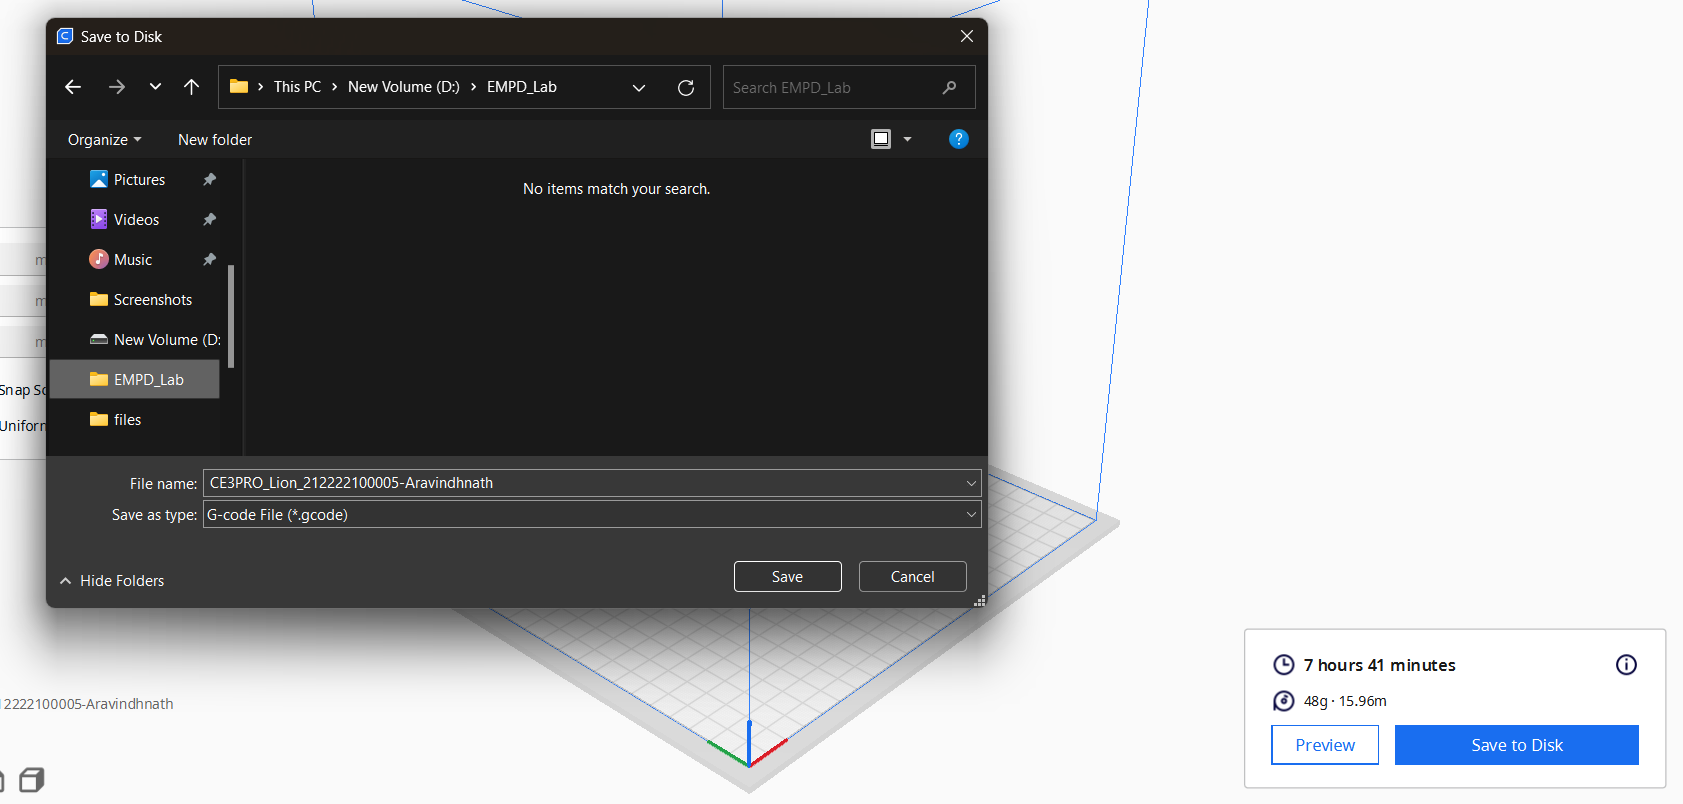 Save to Disk
This PC > New Volume (D:) > EMPD_Lab
Search EMPD_Lab
Organize
New folder
?
Pictures
No items match your search.
Videos
Music
Screenshots
New Volume (D:
EMPD_Lab
files
m
m
m
Snap Sc
Uniforr
File name: CE3PRO_Lion_212222100005-Aravindhnath
Save as type: G-code File (*.gcode)
Hide Folders
Save
Cancel
12222100005-Aravindhnath
7 hours 41 minutes
48g · 15.96m
Preview
Save to Disk